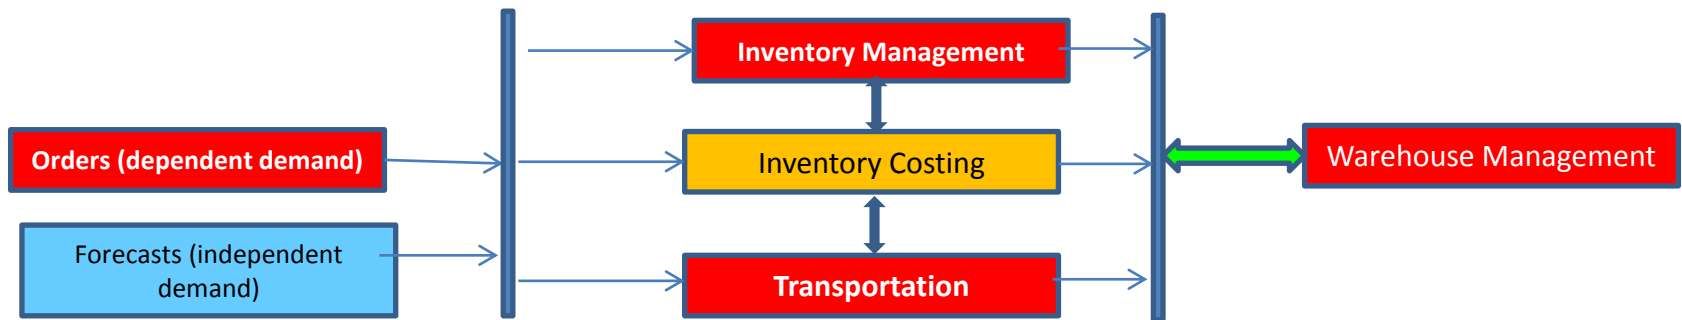 Inventory Management
Orders (dependent demand)
Inventory Costing
Warehouse Management
Forecasts (independent
demand)
Transportation